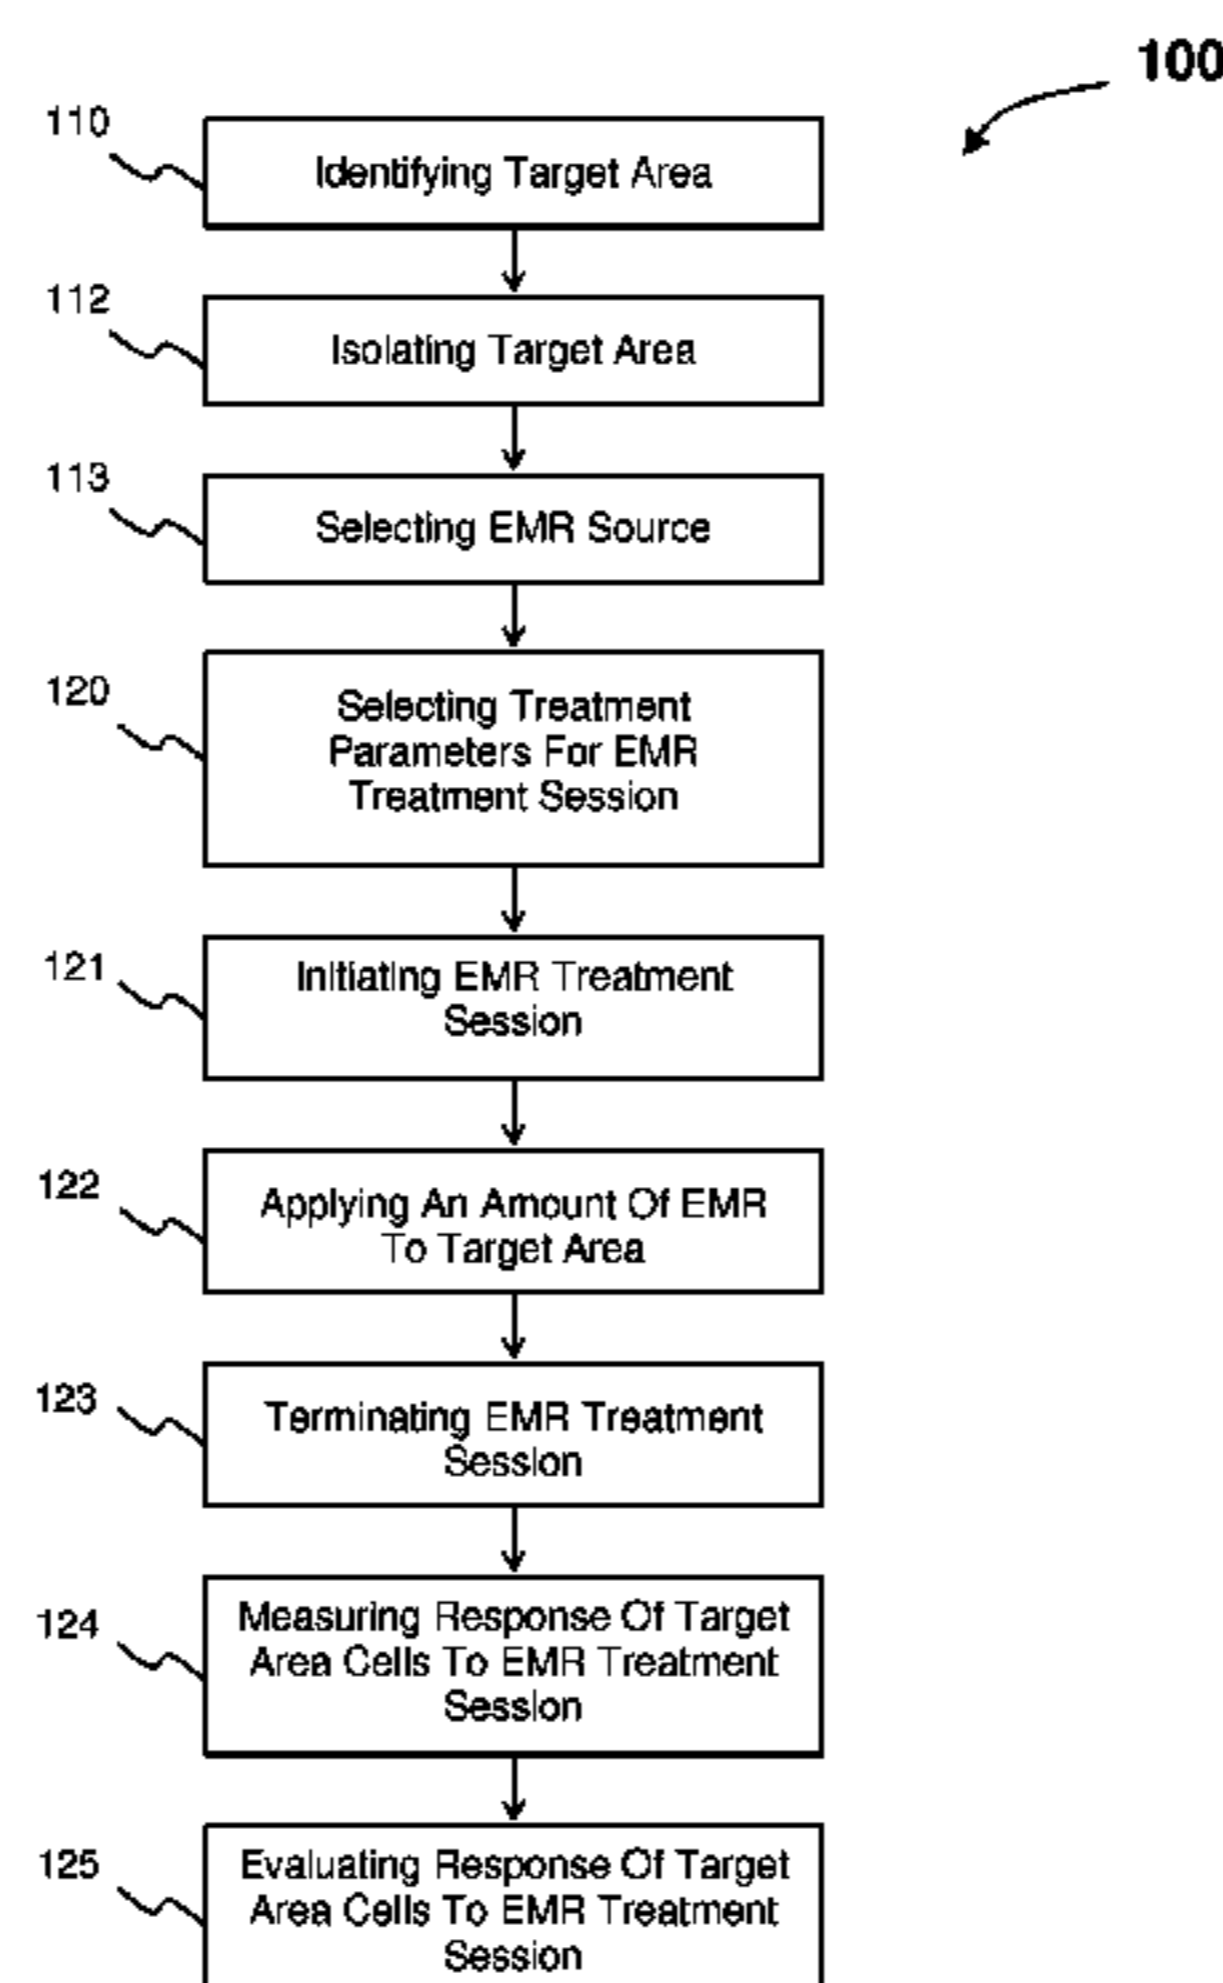 100
110
Identifying Target Area
112
Isolating Target Area
113
Selecting EMR Source
120
Selecting Treatment
Parameters For EMR
Treatment Session
121
Initiating EMR Treatment
Session
122
Applying An Amount Of EMR
To Target Area
123
Terminating EMR Treatment
Session
124
Measuring Response Of Target
Area Cells To EMR Treatment
Session
125
Evaluating Response Of Target
Area Cells To EMR Treatment
Session